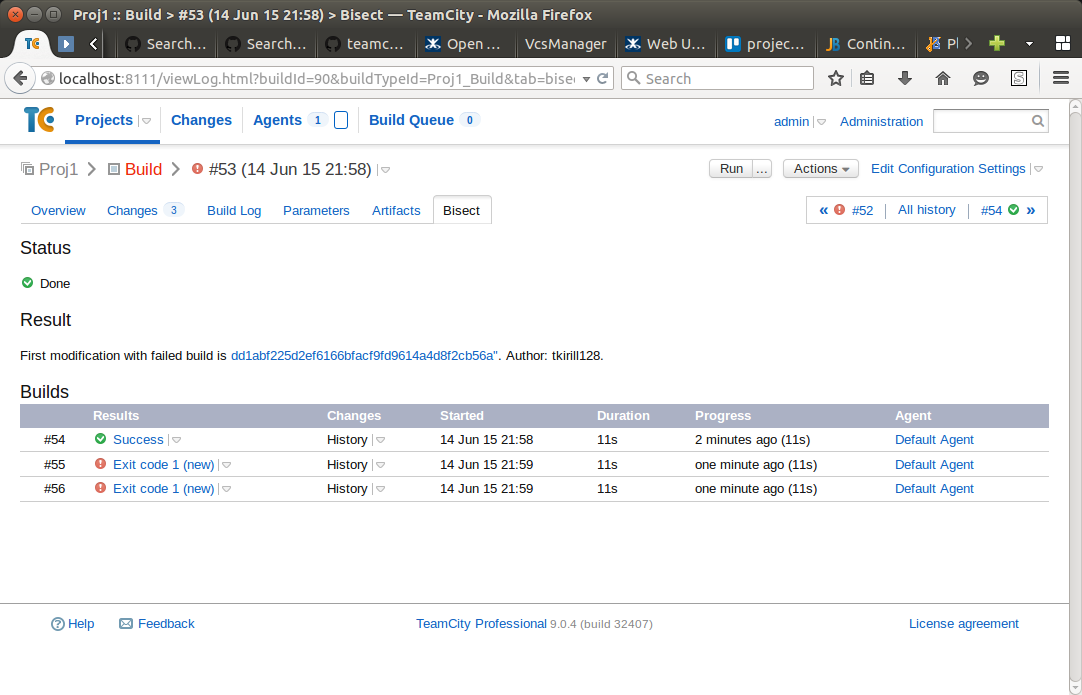 Proj1 :: Build > #53 (14 Jun 15 21:58) > Bisect — TeamCity - Mozilla Firefox
TC Search... Search... teamc... Open ... VcsManager Web U... projec... Contin... Pl
localhost:8111/viewLog.html?buildId=90&buildTypeId=Proj1_Build&tab=bise Search
TC Projects Changes Agents 1 Build Queue 0 admin Administration
Proj1 Build #53 (14 Jun 15 21:58) Run ... Actions Edit Configuration Settings
Overview Changes 3 Build Log Parameters Artifacts Bisect « #52 All history #54 »
Status
Done
Result
First modification with failed build is dd1abf225d2ef6166bfacf9fd9614a4d8f2cb56a". Author: tkirill128.
Builds
Results Changes Started Duration Progress Agent
#54 Success History 14 Jun 15 21:58 11s 2 minutes ago (11s) Default Agent
#55 Exit code 1 (new) History 14 Jun 15 21:59 11s one minute ago (11s) Default Agent
#56 Exit code 1 (new) History 14 Jun 15 21:59 11s one minute ago (11s) Default Agent
Help Feedback TeamCity Professional 9.0.4 (build 32407) License agreement